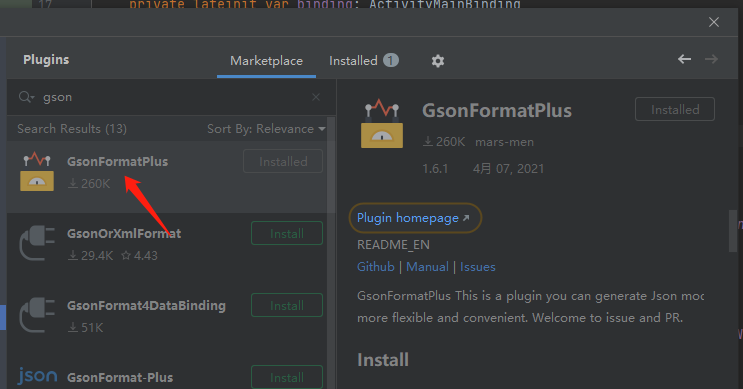 17 private lateinit var binding: ActivityMainBinding
Plugins
Marketplace
Installed 1
gson
Search Results (13)
Sort By: Relevance
GsonFormatPlus
260K
Installed
GsonOrXmlFormat
29.4K 4.43
Install
GsonFormat4DataBinding
51K
Install
json
GsonFormat-Plus
Install
GsonFormatPlus
Installed
260K mars-men
1.6.1 4月 07, 2021
Plugin homepage
README_EN
Github | Manual | Issues
GsonFormatPlus This is a plugin you can generate Json mod
more flexible and convenient. Welcome to issue and PR.
Install